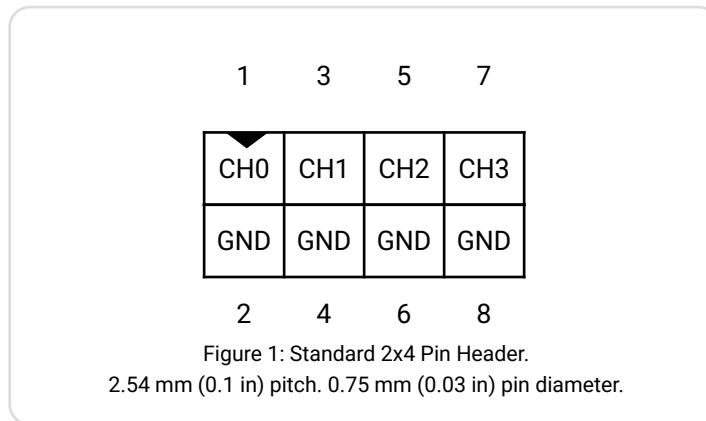 1 3 5 7
CH0 CH1 CH2 CH3
GND GND GND GND
2 4 6 8
Figure 1: Standard 2x4 Pin Header.
2.54 mm (0.1 in) pitch. 0.75 mm (0.03 in) pin diameter.